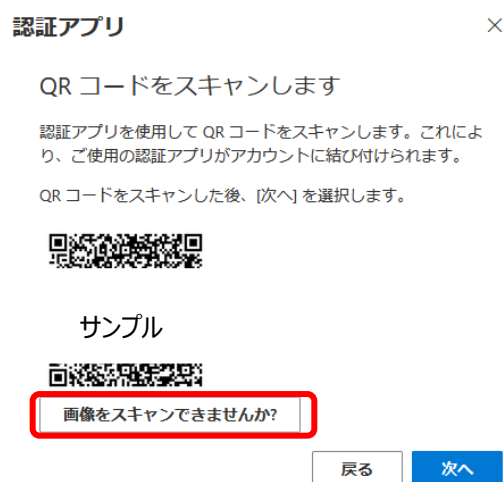 認証アプリ
QR コードをスキャンします
認証アプリを使用して QR コードをスキャンします。これによ
り、ご使用の認証アプリがアカウントに結び付けられます。
QR コードをスキャンした後、[次へ] を選択します。
サンプル
画像をスキャンできませんか?
戻る
次へ